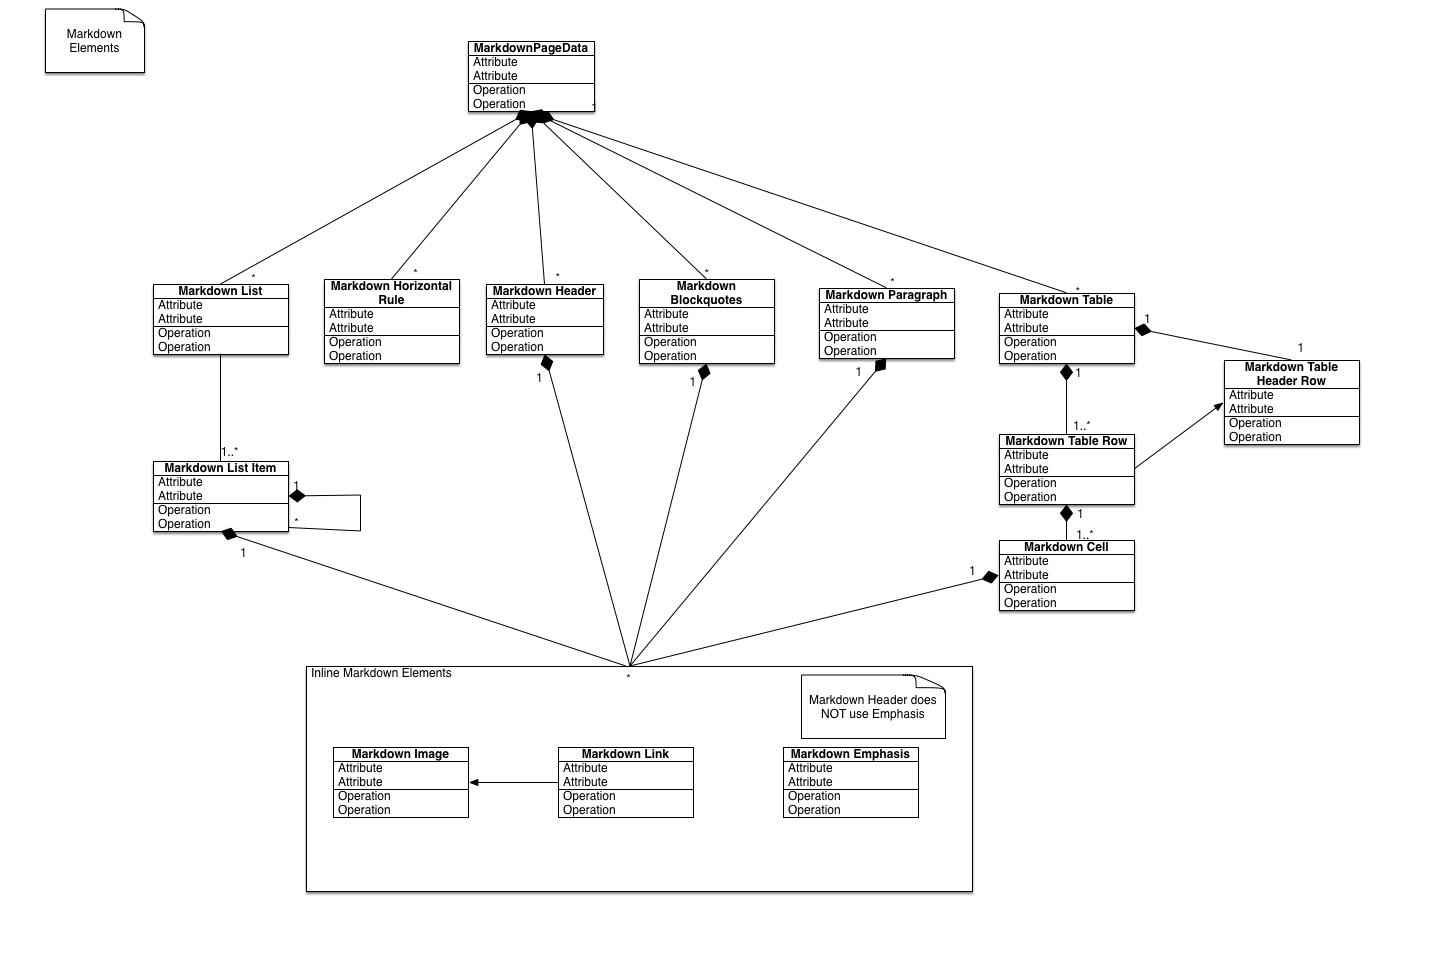 Markdown
Elements
MarkdownPageData
Attribute
Attribute
Operation
Operation
1
*
*
*
*
*
*
Markdown List
Attribute
Attribute
Operation
Operation
Markdown Horizontal
Rule
Attribute
Attribute
Operation
Operation
Markdown Header
Attribute
Attribute
Operation
Operation
1
Markdown
Blockquotes
Attribute
Attribute
Operation
Operation
1
Markdown Paragraph
Attribute
Attribute
Operation
Operation
1
Markdown Table
Attribute
Attribute
Operation
Operation
1
1
1
Markdown Table
Header Row
Attribute
Attribute
Operation
Operation
1..*
Markdown List Item
Attribute
Attribute
Operation
Operation
1
*
1
1..*
Markdown Table Row
Attribute
Attribute
Operation
Operation
1
1..*
Markdown Cell
Attribute
Attribute
Operation
Operation
1
Inline Markdown Elements
*
Markdown Header does
NOT use Emphasis
Markdown Image
Attribute
Attribute
Operation
Operation
Markdown Link
Attribute
Attribute
Operation
Operation
Markdown Emphasis
Attribute
Attribute
Operation
Operation